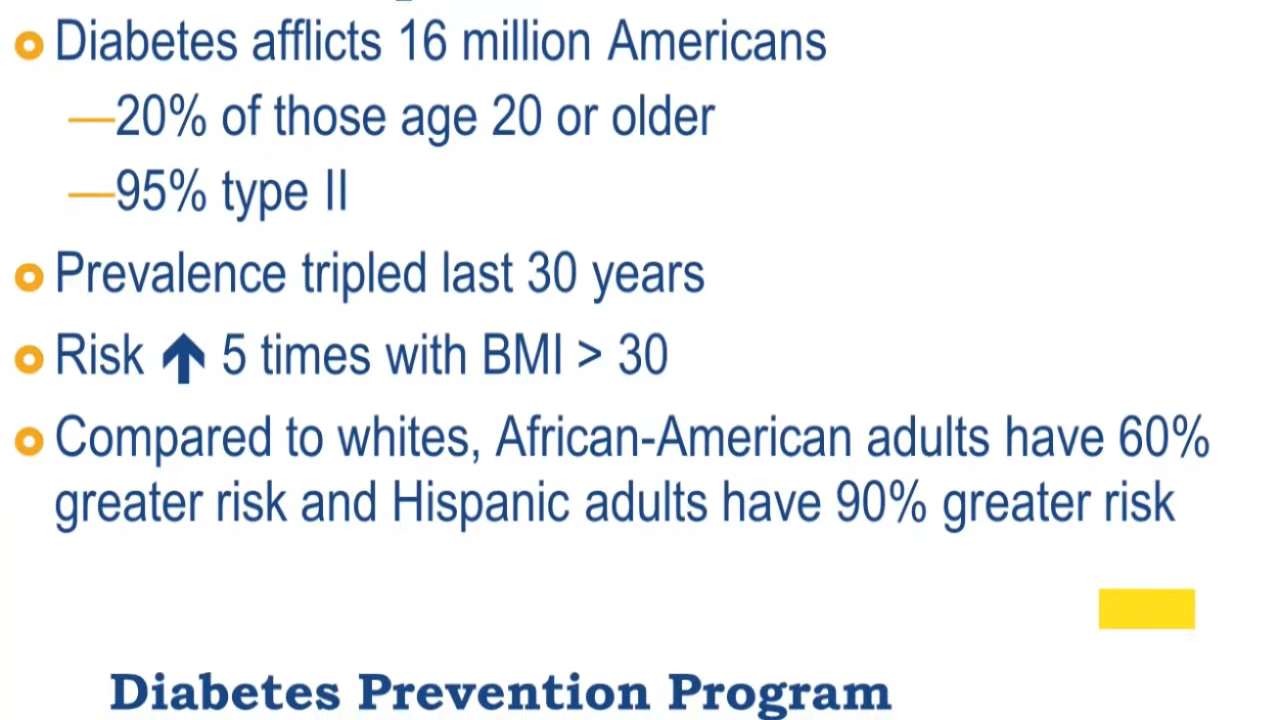 Diabetes afflicts 16 million Americans
—20% of those age 20 or older
—95% type II
Prevalence tripled last 30 years
Risk ↑ 5 times with BMI > 30
Compared to whites, African-American adults have 60%
greater risk and Hispanic adults have 90% greater risk
Diabetes Prevention Program